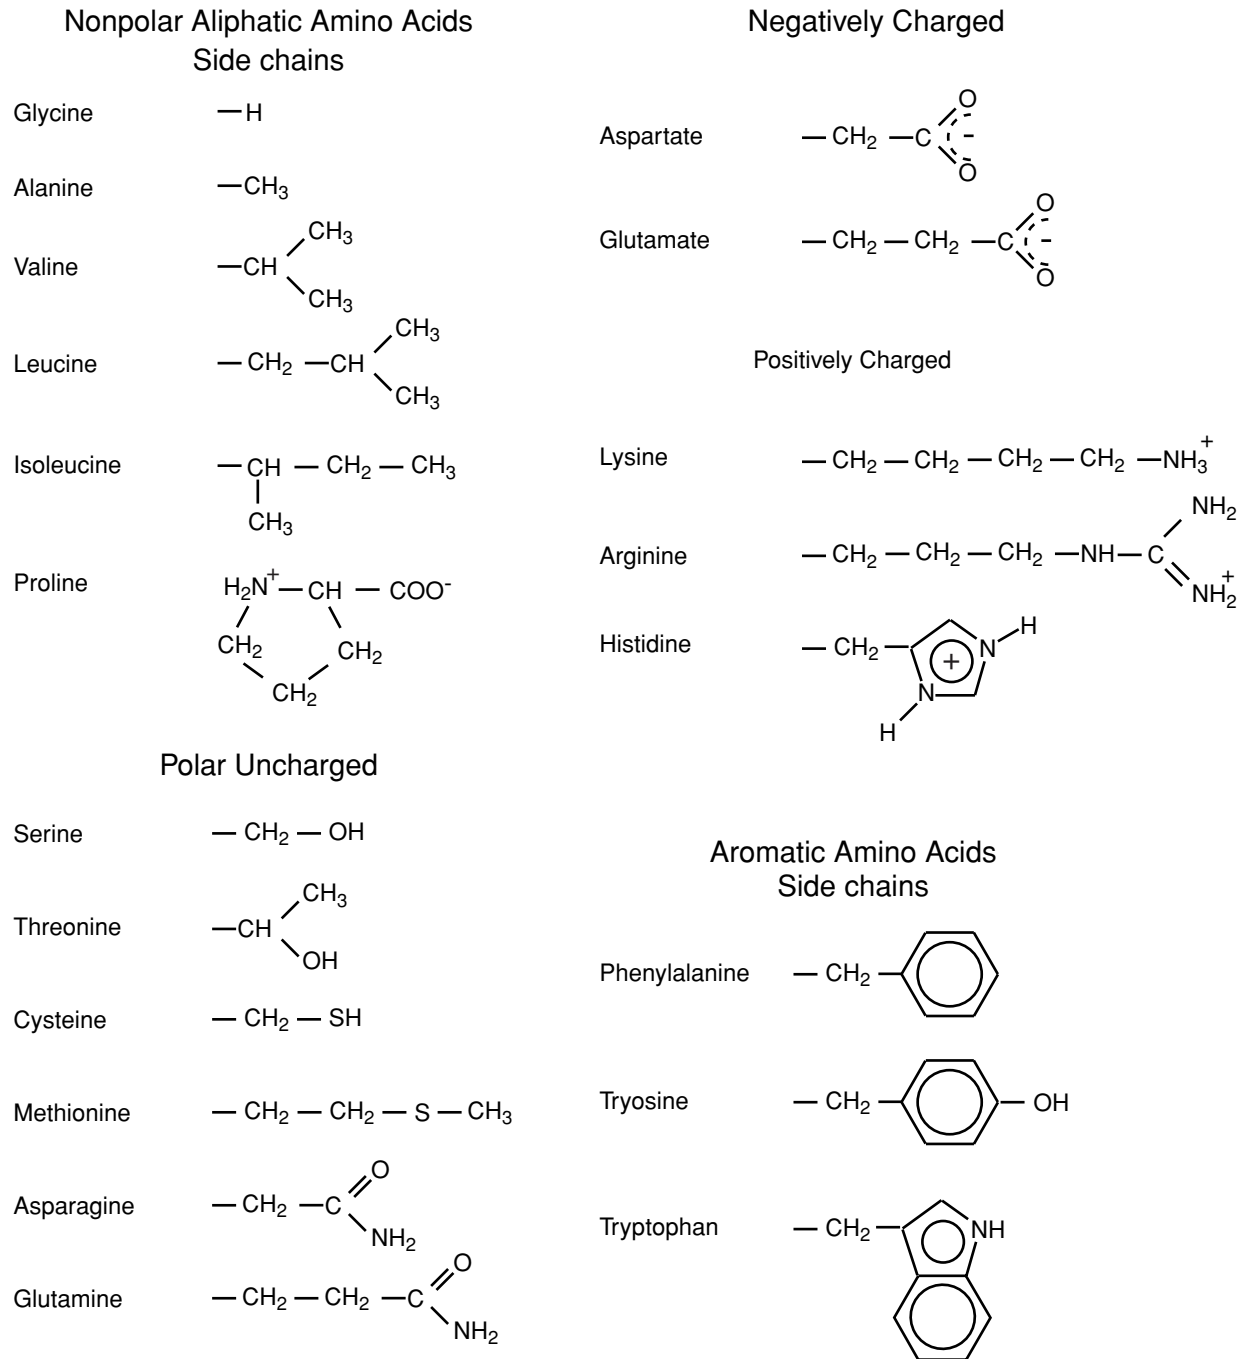 Nonpolar Aliphatic Amino Acids
Side chains
Glycine —H
Alanine —CH3
Valine —CH
CH3
CH3
Leucine — CH2 —CH
CH3
CH3
Isoleucine —CH — CH2 — CH3
CH3
Proline H2N+ — CH — COO-
CH2
CH2
CH2
Polar Uncharged
Serine — CH2 — OH
Threonine —CH
CH3
OH
Cysteine — CH2 — SH
Methionine — CH2 — CH2 — S — CH3
Asparagine — CH2 — C
O
NH2
Glutamine — CH2 — CH2 — C
O
NH2
Negatively Charged
Aspartate — CH2 — C
O
-
O
Glutamate — CH2 — CH2 — C
O
-
O
Positively Charged
Lysine — CH2 — CH2 — CH2 — CH2 —NH3+
Arginine — CH2 — CH2 — CH2 —NH— C
NH2
NH2+
Histidine — CH2
N
H
+
N
H
Aromatic Amino Acids
Side chains
Phenylalanine — CH2
Tryosine — CH2 — OH
Tryptophan — CH2 NH